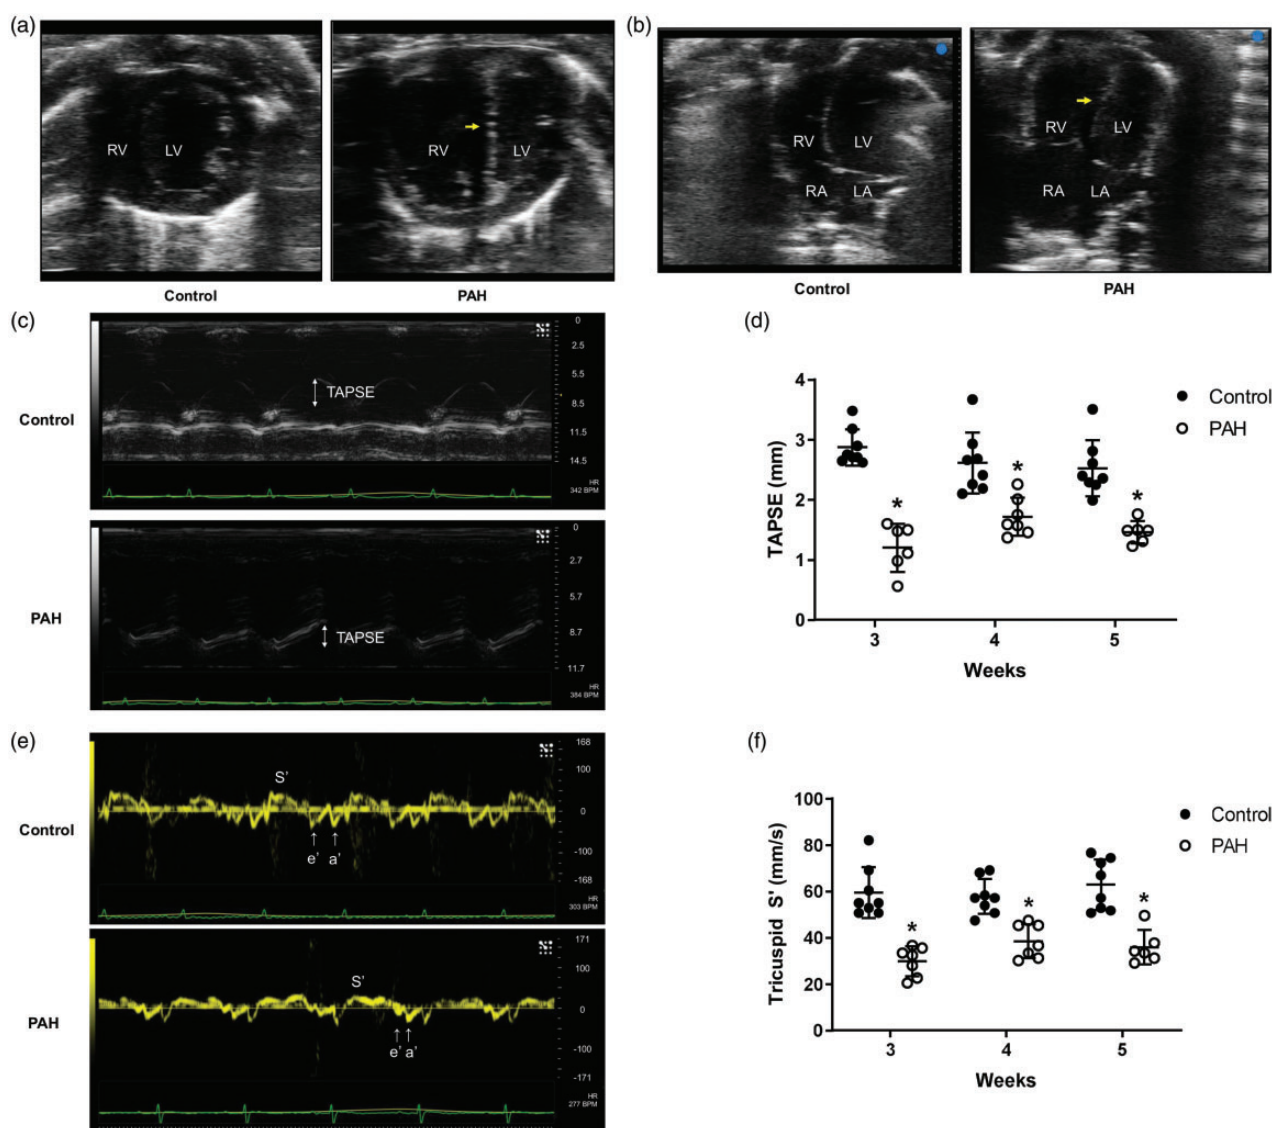 (a)
RV
LV
Control
RV
LV
PAH
(b)
RV
LV
RA
LA
Control
RV
LV
RA
LA
PAH
(c)
Control
TAPSE
0
2.5
5.5
8.5
11.5
14.5
HR
342 BPM
PAH
TAPSE
0
2.7
5.7
8.7
11.7
HR
384 BPM
(d)
TAPSE (mm)
4
3
2
1
0
* * *
3 4 5
Weeks
Control
PAH
(e)
Control
S'
e' a'
168
100
0
-100
-168
HR
303 BPM
PAH
S'
e' a'
171
100
0
-100
-171
HR
277 BPM
(f)
Tricuspid S' (mm/s)
100
80
60
40
20
0
* * *
3 4 5
Weeks
Control
PAH